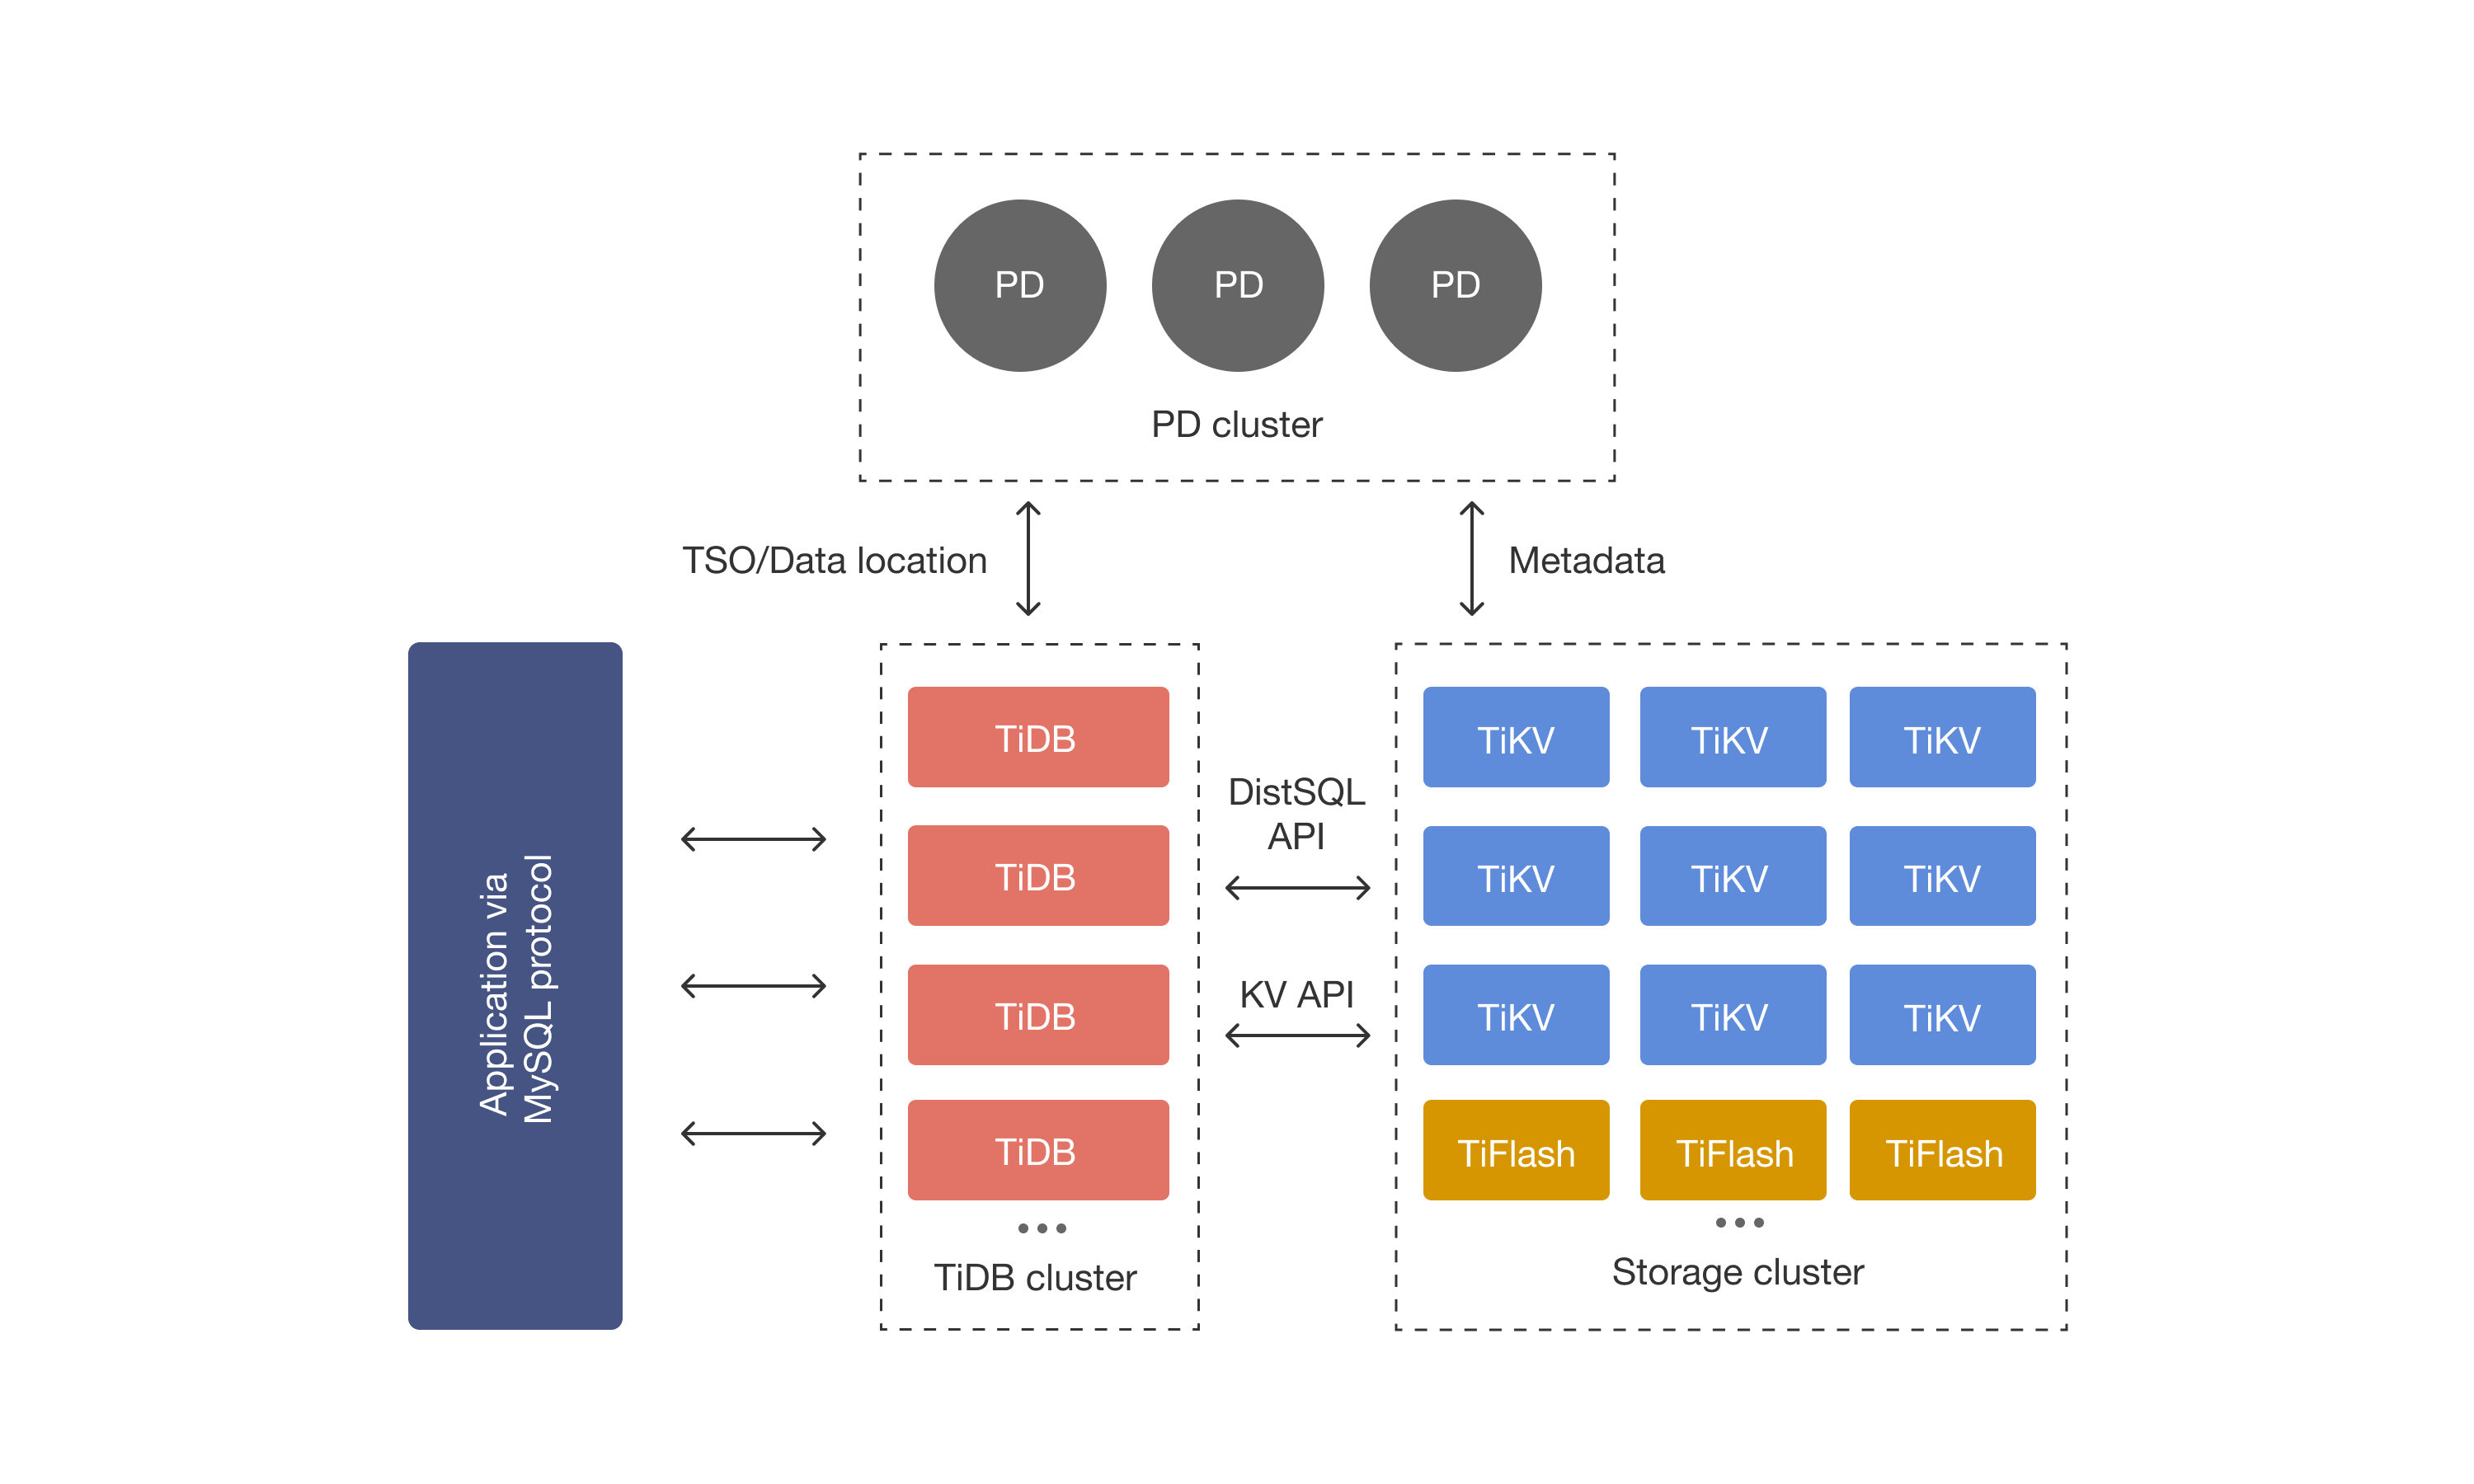 PD
PD
PD
PD cluster
TSO/Data location
Metadata
Application via
MySQL protocol
TiDB
TiDB
TiDB
TiDB
TiDB cluster
DistSQL
API
KV API
TiKV
TiKV
TiKV
TiKV
TiKV
TiKV
TiKV
TiKV
TiKV
TiFlash
TiFlash
TiFlash
Storage cluster